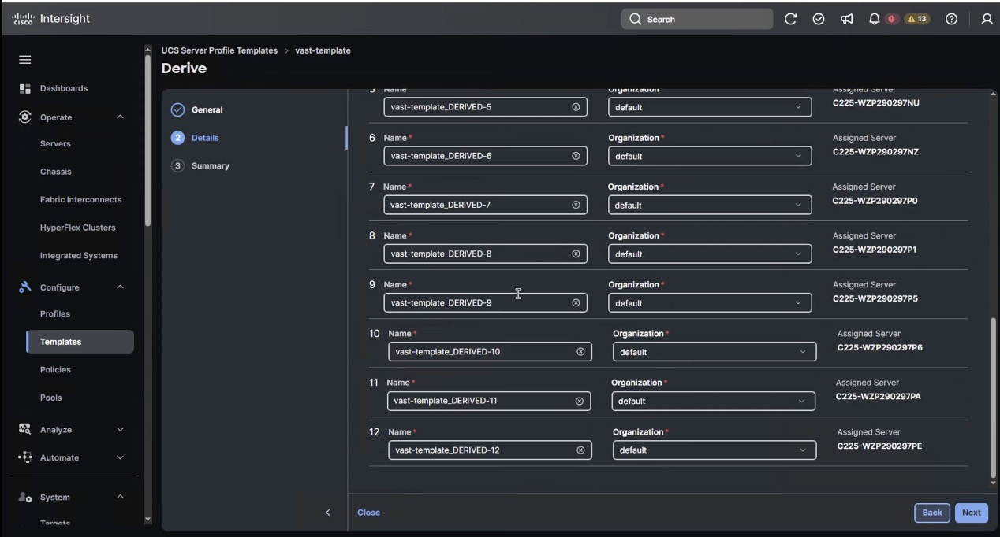 cisco Intersight
Search
13
UCS Server Profile Templates > vast-template
Derive
Dashboards
Operate
Servers
Chassis
Fabric Interconnects
HyperFlex Clusters
Integrated Systems
Configure
Profiles
Templates
Policies
Pools
Analyze
Automate
System
Targets
General
2 Details
3 Summary
5 Name Organization Assigned Server
vast-template_DERIVED-5 default C225-WZP290297NU
6 Name * Organization * Assigned Server
vast-template_DERIVED-6 default C225-WZP290297NZ
7 Name * Organization * Assigned Server
vast-template_DERIVED-7 default C225-WZP290297P0
8 Name * Organization * Assigned Server
vast-template_DERIVED-8 default C225-WZP290297P1
9 Name * Organization * Assigned Server
vast-template_DERIVED-9 default C225-WZP290297P5
10 Name * Organization * Assigned Server
vast-template_DERIVED-10 default C225-WZP290297P6
11 Name * Organization * Assigned Server
vast-template_DERIVED-11 default C225-WZP290297PA
12 Name * Organization * Assigned Server
vast-template_DERIVED-12 default C225-WZP290297PE
Close Back Next